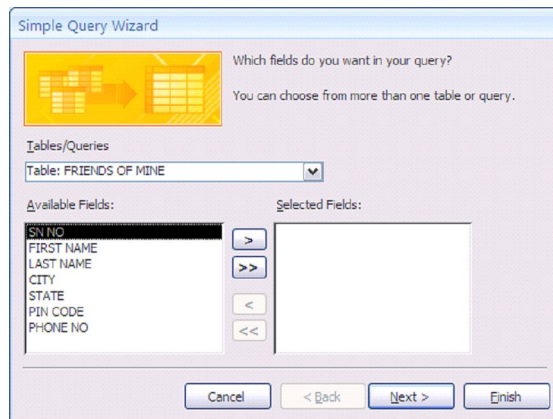 Simple Query Wizard
Which fields do you want in your query?
You can choose from more than one table or query.
Tables/Queries
Table: FRIENDS OF MINE
Available Fields:
Selected Fields:
SN NO
FIRST NAME
LAST NAME
CITY
STATE
PIN CODE
PHONE NO
>
>>
<
<<
Cancel
< Back
Next >
Finish